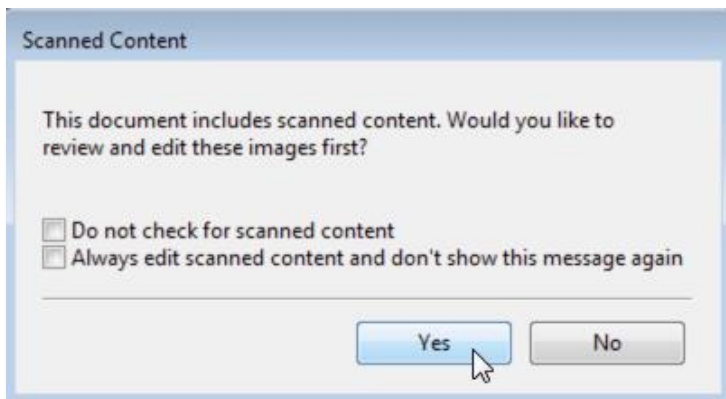 Scanned Content
This document includes scanned content. Would you like to
review and edit these images first?
Do not check for scanned content
Always edit scanned content and don't show this message again
Yes
No